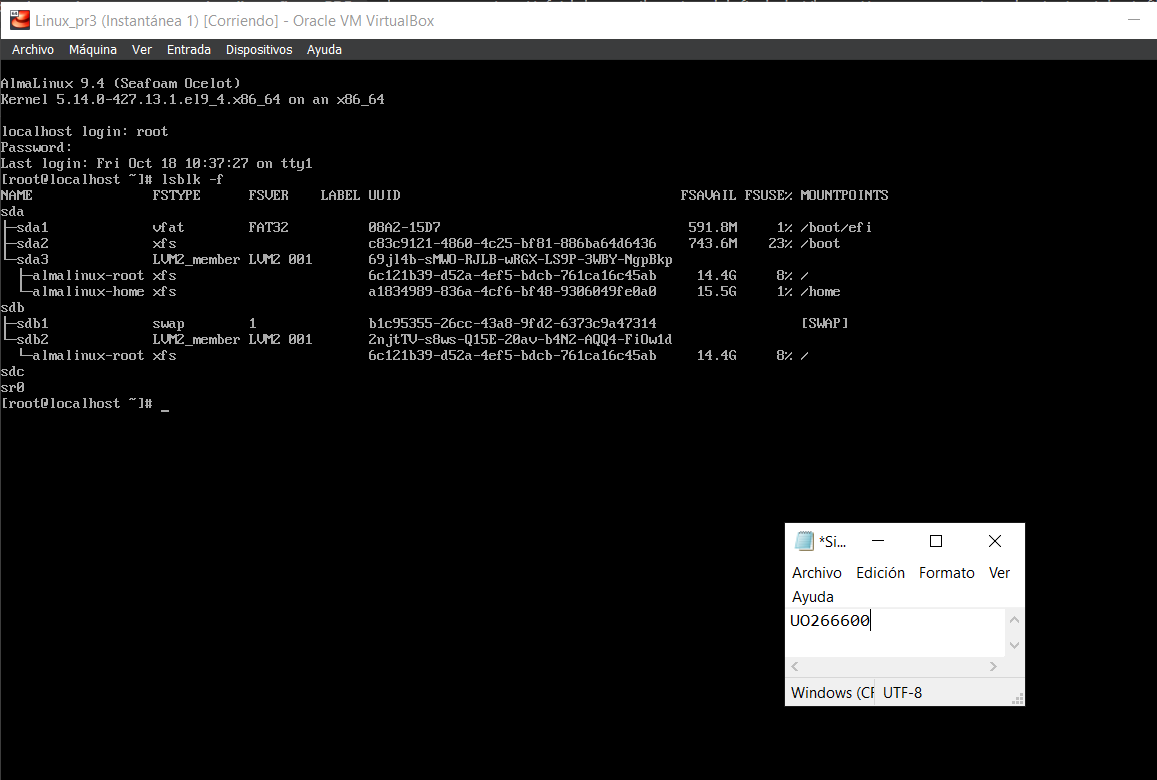 Linux_pr3 (Instantánea 1) [Corriendo] - Oracle VM VirtualBox
Archivo Máquina Ver Entrada Dispositivos Ayuda
AlmaLinux 9.4 (Seafoam Ocelot)
Kernel 5.14.0-427.13.1.el9_4.x86_64 on an x86_64
localhost login: root
Password:
Last login: Fri Oct 18 10:37:27 on tty1
[root@localhost ~]# lsblk -f
NAME FSTYPE FSVER LABEL UUID FSAVAIL FSUSE% MOUNTPOINTS
sda
├─sda1 vfat FAT32 08A2-15D7 591.8M 1% /boot/efi
├─sda2 xfs c83c9121-4860-4c25-bf81-886ba64d6436 743.6M 23% /boot
└─sda3 LVM2_member LVM2 001 69jl4b-sMWO-RJLB-wRGX-LS9P-3WBY-NgpBkp
├─almalinux-root xfs 6c121b39-d52a-4ef5-bdcb-761ca16c45ab 14.4G 8% /
└─almalinux-home xfs a1834989-836a-4cf6-bf48-9306049fe0a0 15.5G 1% /home
sdb
├─sdb1 swap 1 b1c95355-26cc-43a8-9fd2-6373c9a47314 [SWAP]
└─sdb2 LVM2_member LVM2 001 2njtTV-s8ws-Q15E-20av-b4N2-AQQ4-FiOw1d
└─almalinux-root xfs 6c121b39-d52a-4ef5-bdcb-761ca16c45ab 14.4G 8% /
sdc
sr0
[root@localhost ~]# _
*Si...
Archivo Edición Formato Ver
Ayuda
UO266600
Windows (CF UTF-8